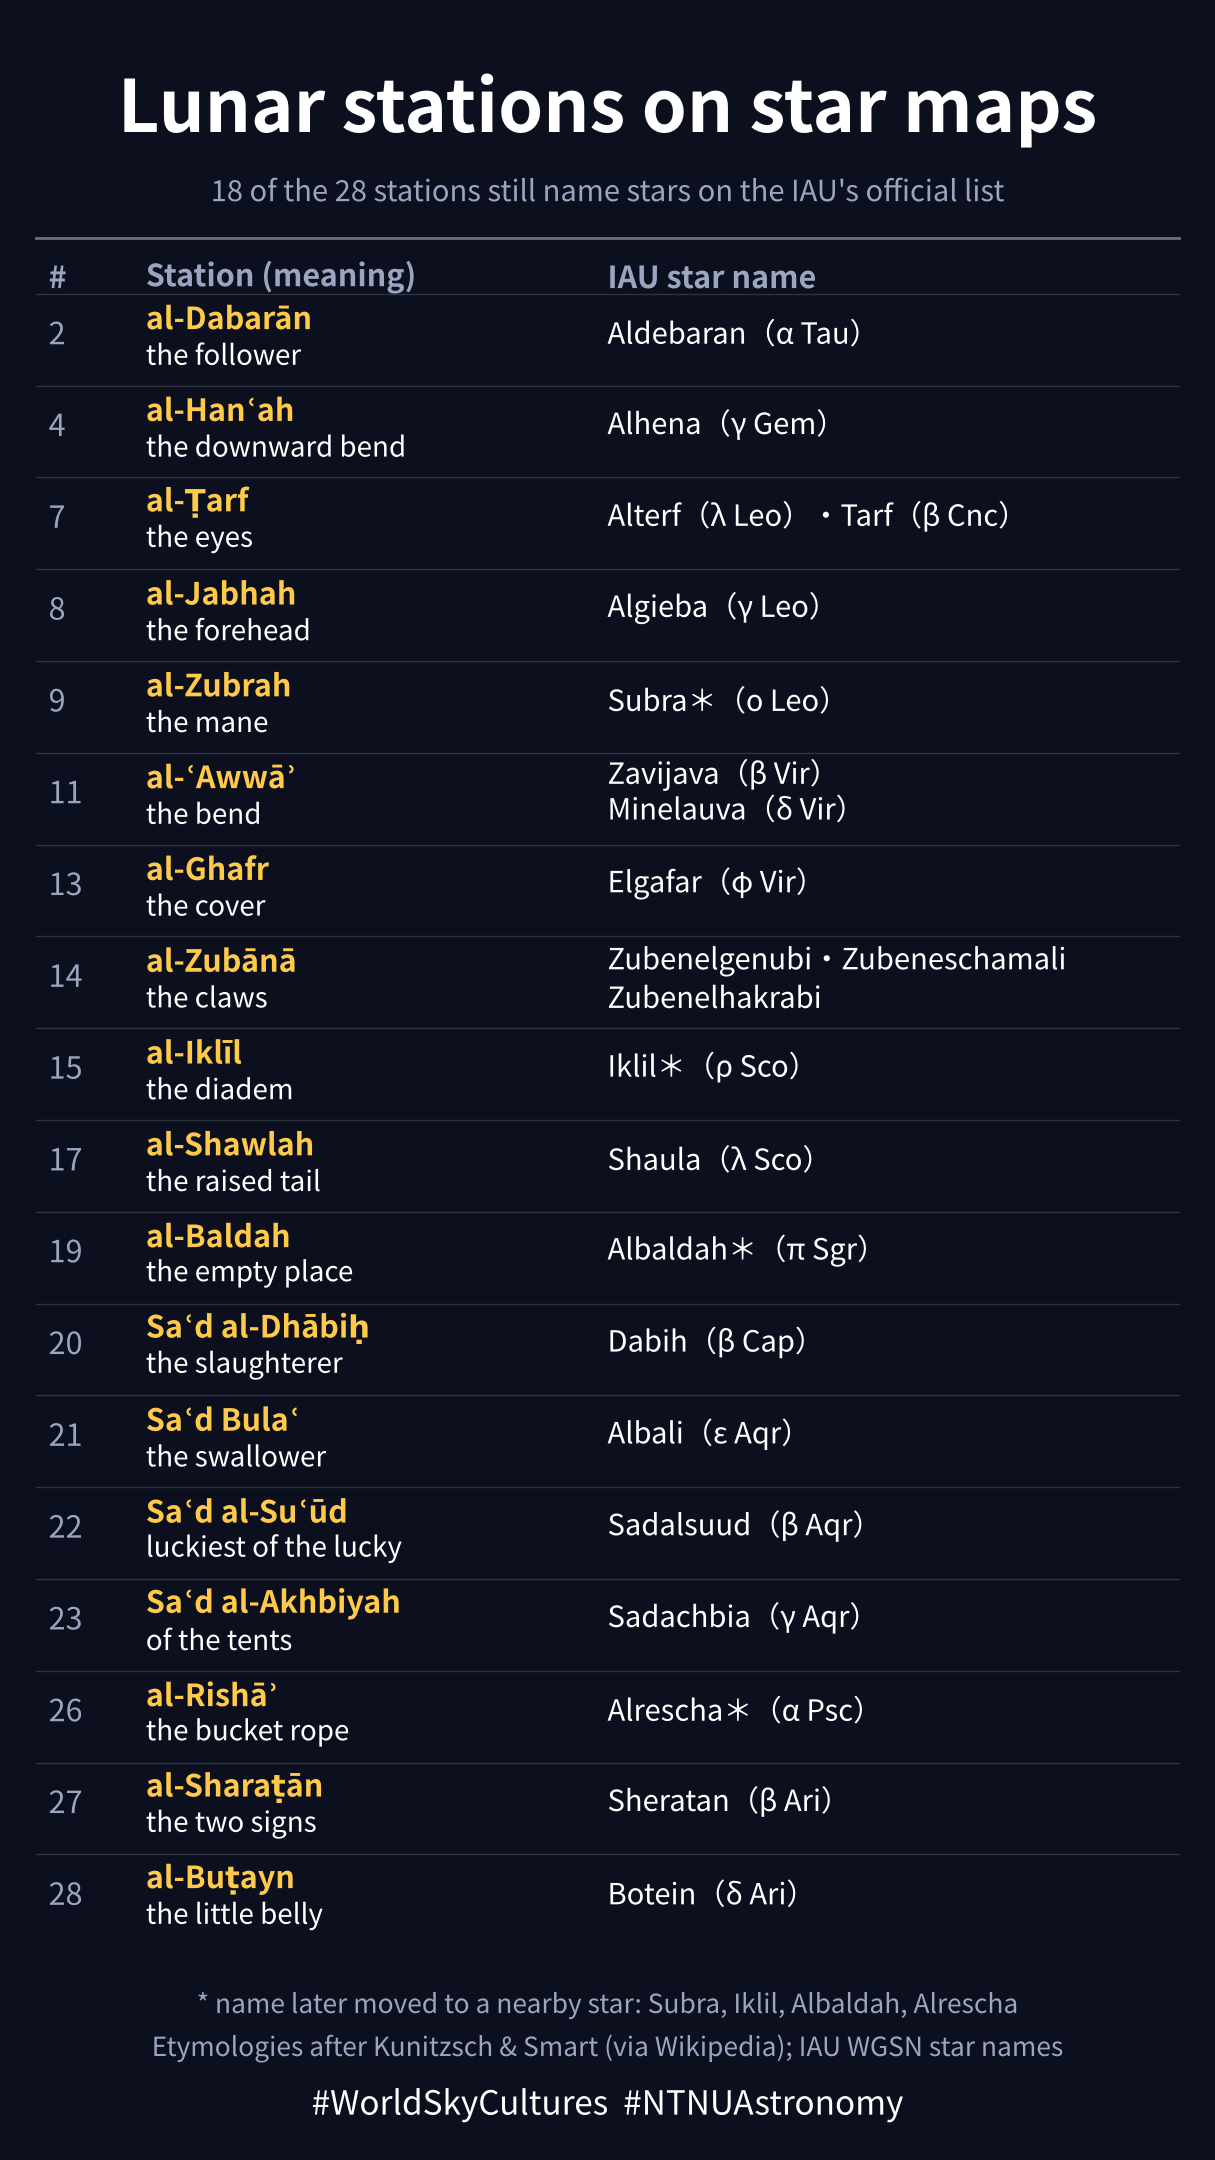 Lunar stations on star maps
18 of the 28 stations still name stars on the IAU's official list
# Station (meaning) IAU star name
2 al-Dabarān Aldebaran（α Tau）
the follower
4 al-Hanʿah Alhena（γ Gem）
the downward bend
7 al-Ṭarf Alterf（λ Leo）・Tarf（β Cnc）
the eyes
8 al-Jabhah Algieba（γ Leo）
the forehead
9 al-Zubrah Subra＊（ο Leo）
the mane
11 al-ʿAwwāʾ Zavijava（β Vir）
the bend Minelauva（δ Vir）
13 al-Ghafr Elgafar（φ Vir）
the cover
14 al-Zubānā Zubenelgenubi・Zubeneschamali
the claws Zubenelhakrabi
15 al-Iklīl Iklil＊（ρ Sco）
the diadem
17 al-Shawlah Shaula（λ Sco）
the raised tail
19 al-Baldah Albaldah＊（π Sgr）
the empty place
20 Saʿd al-Dhābiḥ Dabih（β Cap）
the slaughterer
21 Saʿd Bulaʿ Albali（ε Aqr）
the swallower
22 Saʿd al-Suʿūd Sadalsuud（β Aqr）
luckiest of the lucky
23 Saʿd al-Akhbiyah Sadachbia（γ Aqr）
of the tents
26 al-Rishāʾ Alrescha＊（α Psc）
the bucket rope
27 al-Sharaṭān Sheratan（β Ari）
the two signs
28 al-Buṭayn Botein（δ Ari）
the little belly
* name later moved to a nearby star: Subra, Iklil, Albaldah, Alrescha
Etymologies after Kunitzsch & Smart (via Wikipedia); IAU WGSN star names
#WorldSkyCultures #NTNUAstronomy